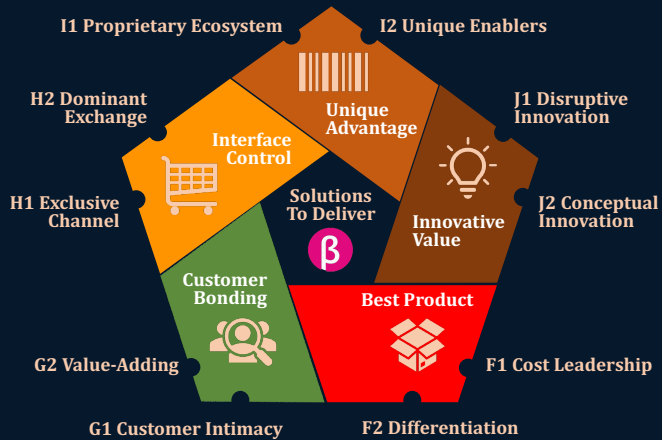 I1 Proprietary Ecosystem
I2 Unique Enablers
H2 Dominant
Exchange
J1 Disruptive
Innovation
Unique
Advantage
Interface
Control
H1 Exclusive
Channel
Solutions
To Deliver
β
J2 Conceptual
Innovation
Innovative
Value
Customer
Bonding
Best Product
G2 Value-Adding
F1 Cost Leadership
G1 Customer Intimacy
F2 Differentiation